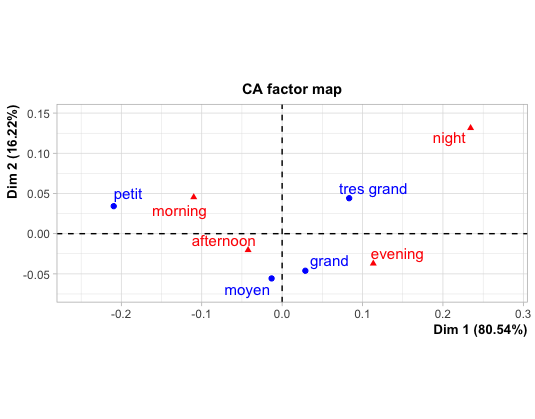 CA factor map
Dim 2 (16.22%)
0.15
0.10
0.05
0.00
-0.05
night
petit
tres grand
morning
afternoon
evening
grand
moyen
-0.2
-0.1
0.0
0.1
0.2
0.3
Dim 1 (80.54%)